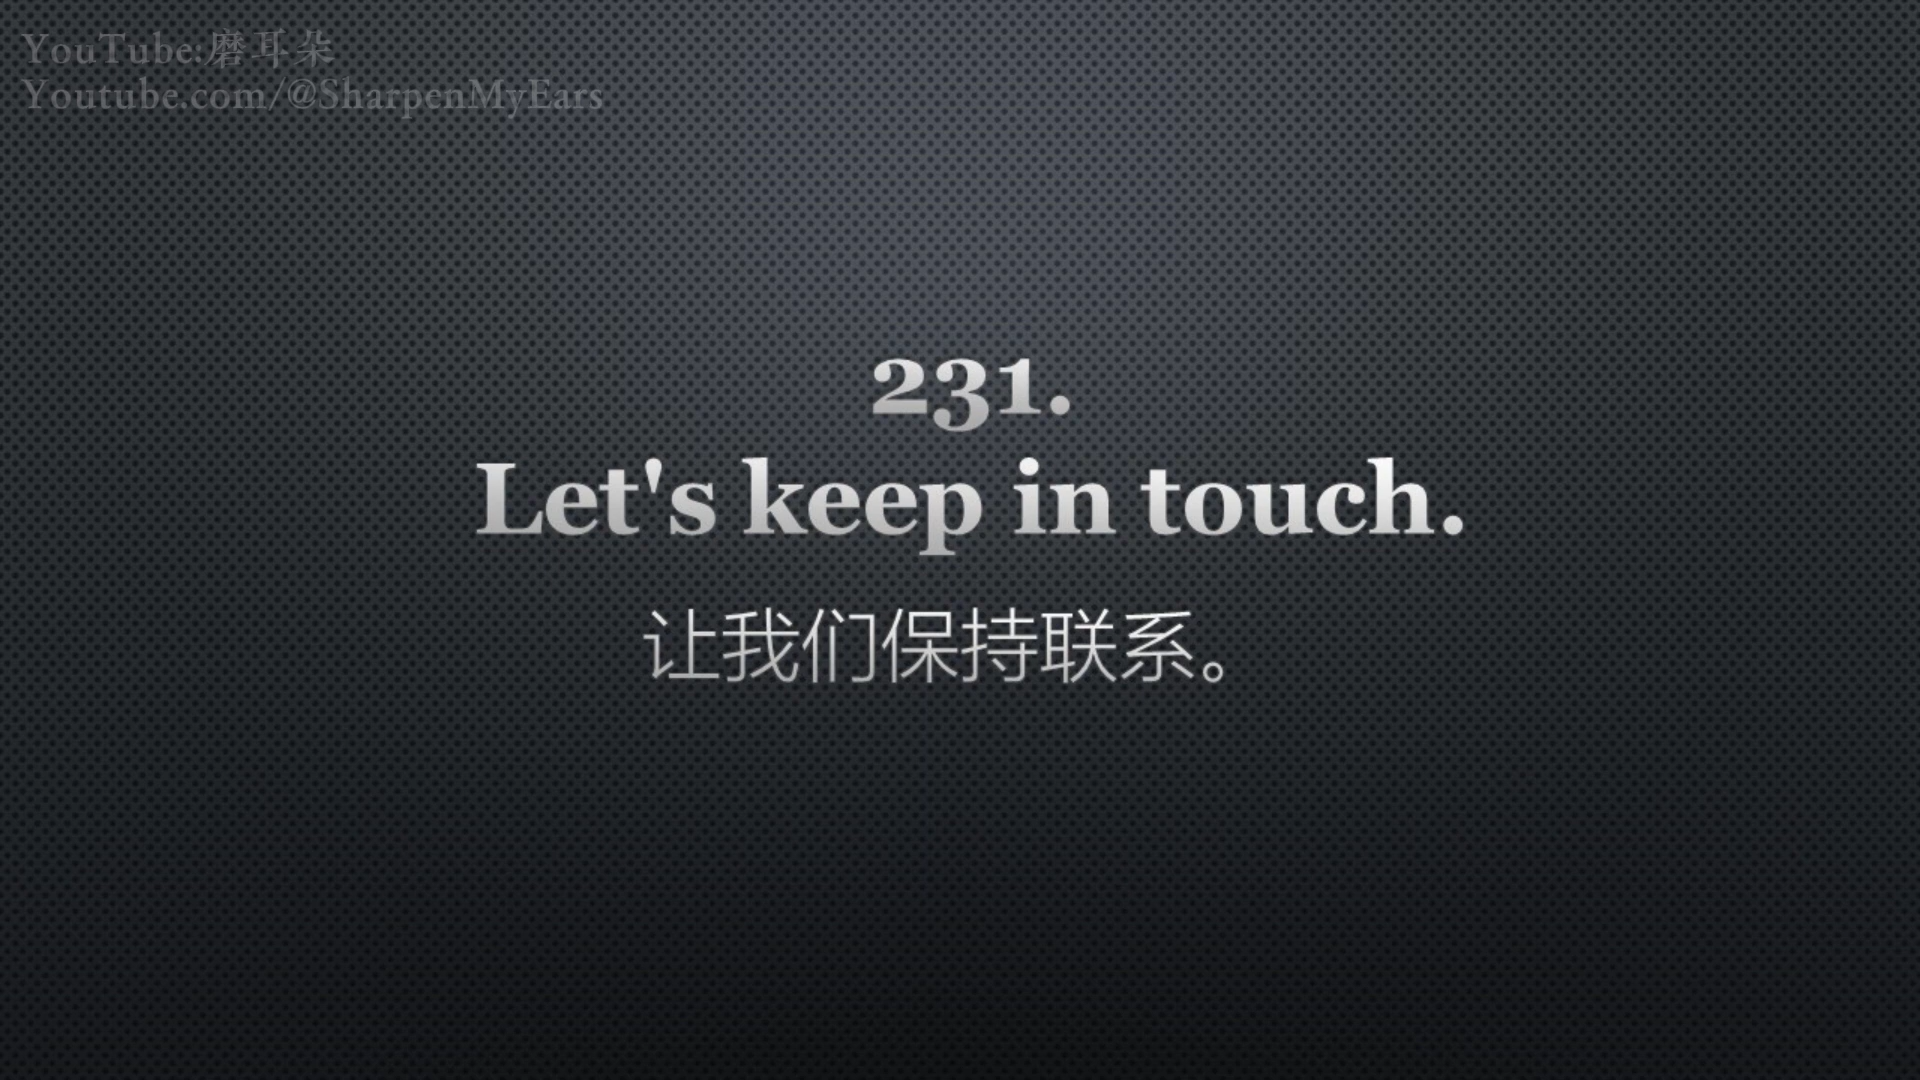 YouTube:磨耳朵
Youtube.com/@SharpenMyEars
231.
Let's keep in touch.
让我们保持联系。